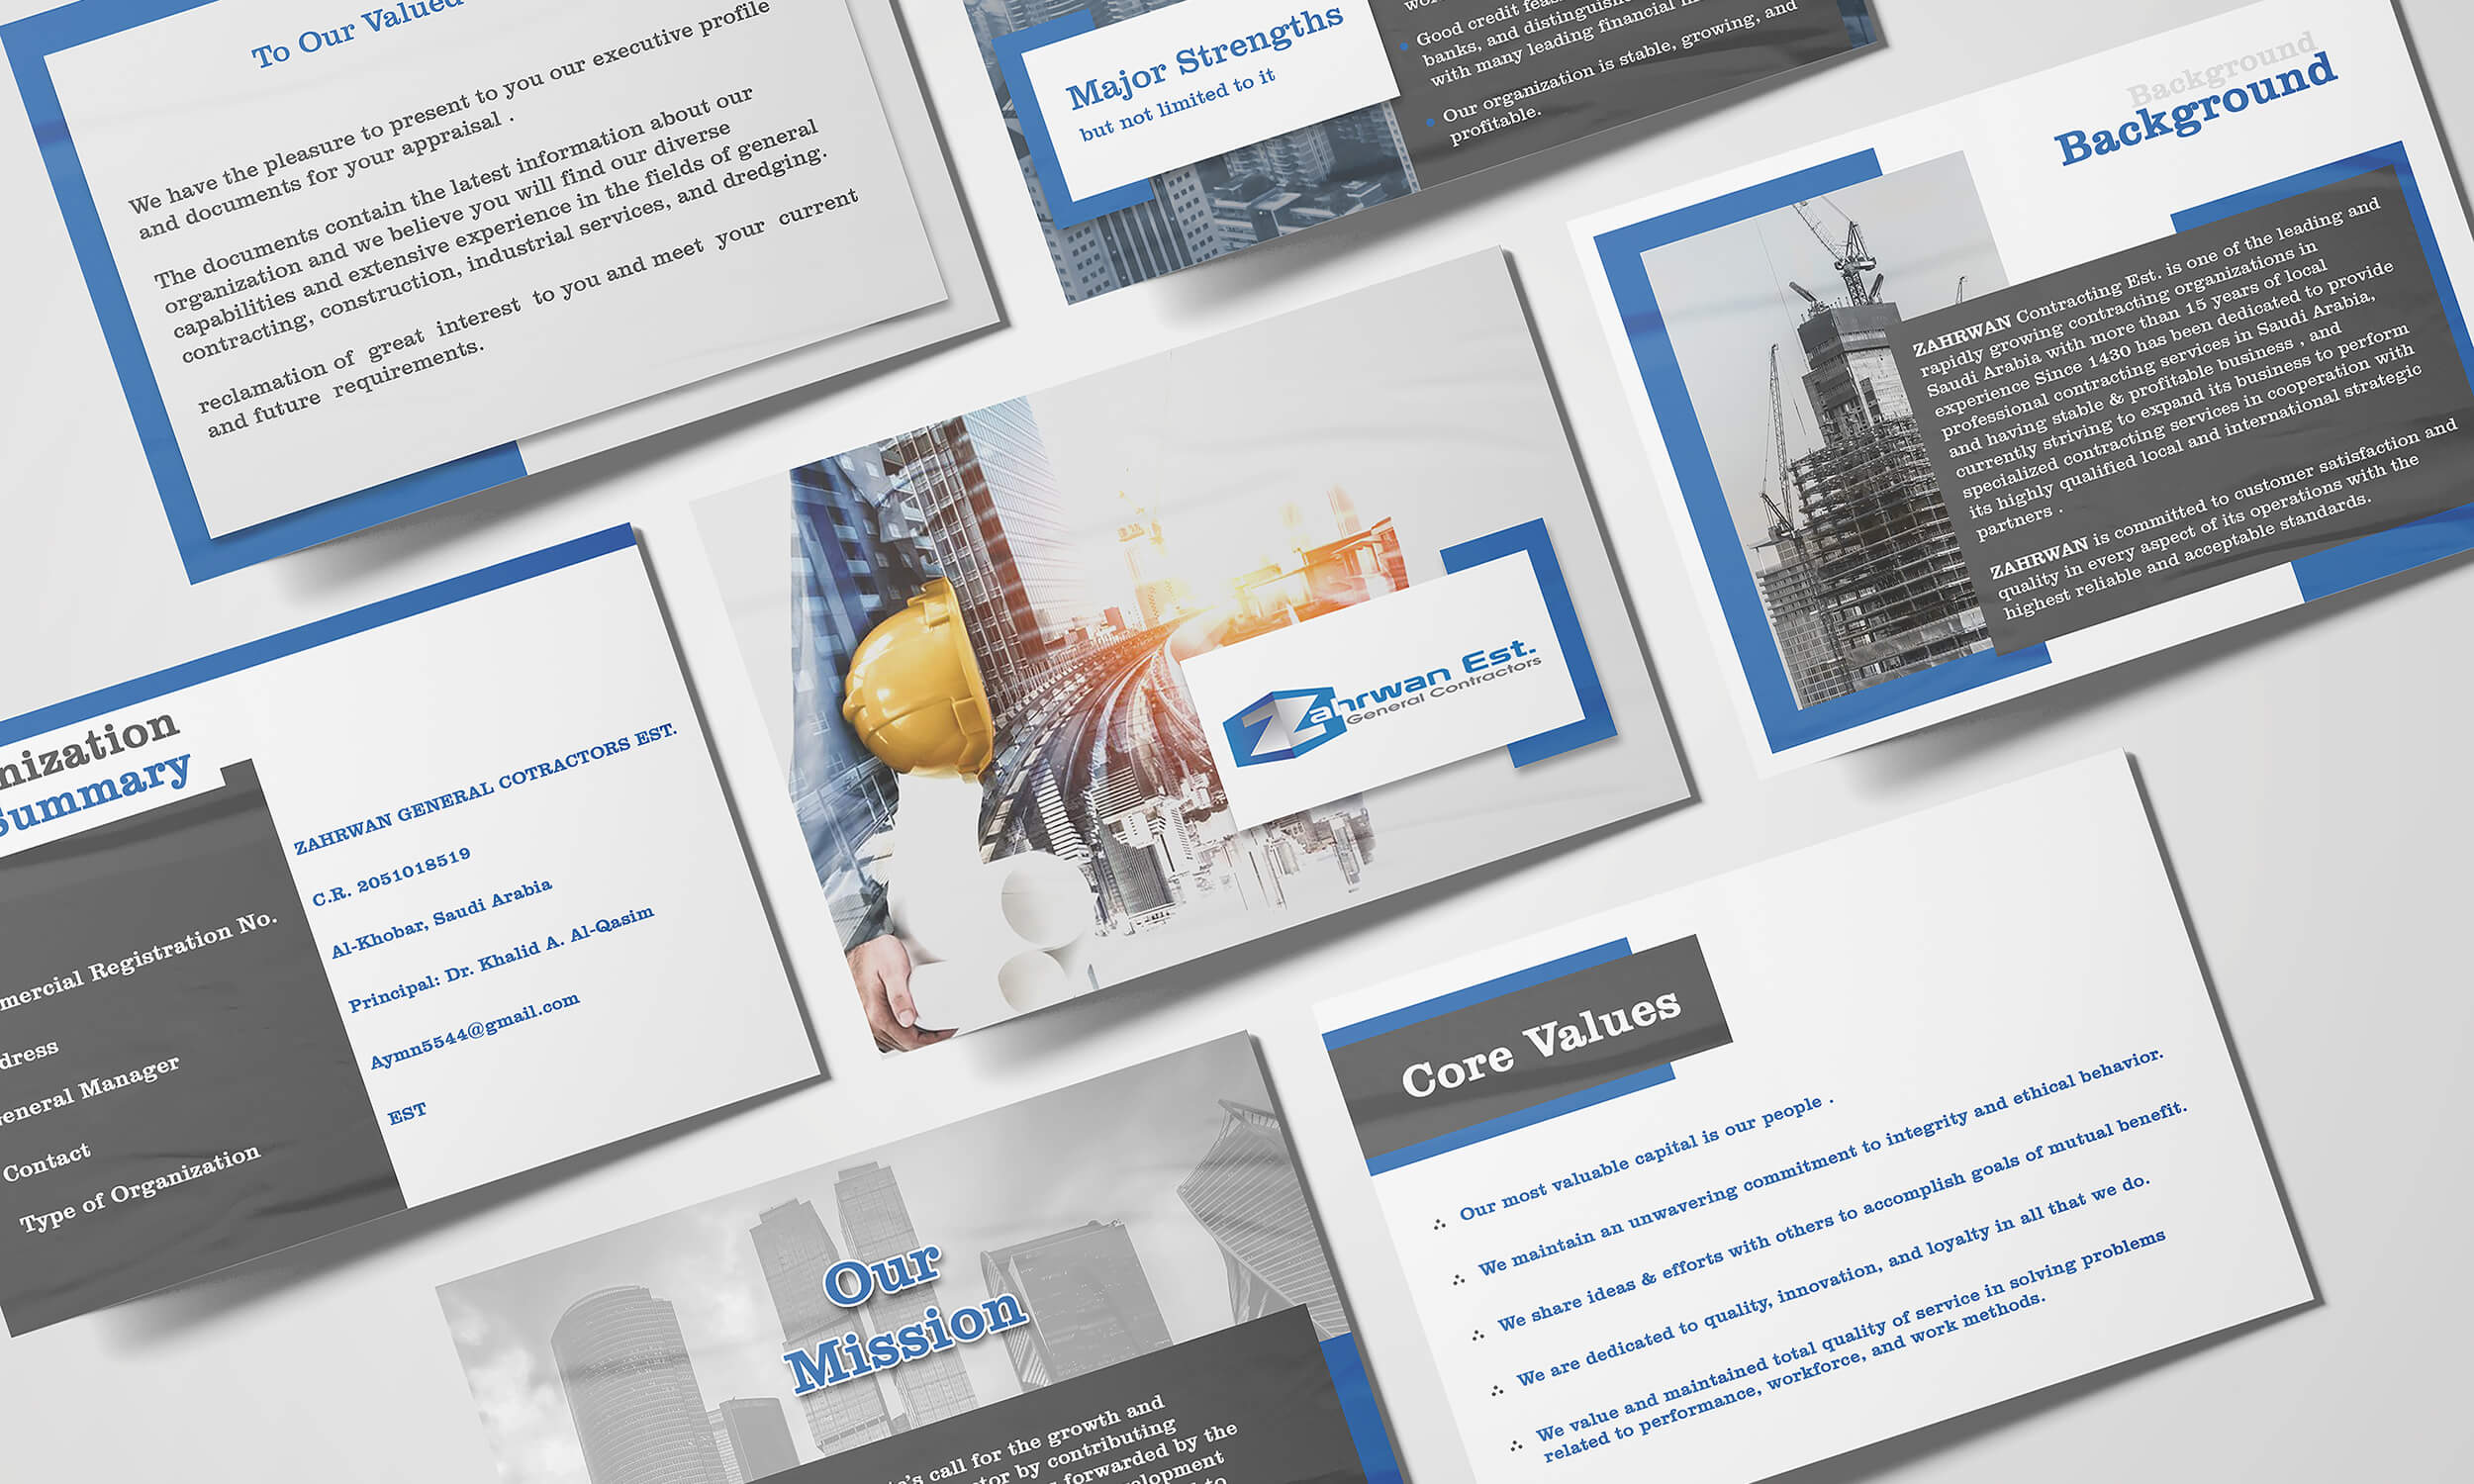 To Our Valued
We have the pleasure to present to you our executive profile
and documents for your appraisal .
The documents contain the latest information about our
organization and we believe you will find our diverse
capabilities and extensive experience in the fields of general
contracting, construction, industrial services, and dredging.
reclamation of great interest to you and meet your current
and future requirements.
Major Strengths
but not limited to it
Good credit
banks, and
with many leading financial
Our organization is stable, growing, and
profitable.
Background
Background
ZAHRWAN Contracting Est. is one of the leading and
rapidly growing contracting organizations in
Saudi Arabia with more than 15 years of local
experience Since 1430 has been dedicated to provide
professional contracting services in Saudi Arabia,
and having stable & profitable business , and
currently striving to expand its business to perform
specialized contracting services in cooperation with
its highly qualified local and international strategic
partners .
ZAHRWAN is committed to customer satisfaction and
quality in every aspect of its operations with the
highest reliable and acceptable standards.
Zahrwan Est.
General Contractors
nization
Summary
mercial Registration No.
dress
eneral Manager
Contact
Type of Organization
ZAHRWAN GENERAL COTRACTORS EST.
C.R. 2051018519
Al-Khobar, Saudi Arabia
Principal: Dr. Khalid A. Al-Qasim
Aymn5544@gmail.com
EST
Our
Mission
's call for the growth and
tor by contributing
forwarded by the
elopment
to
Core Values
Our most valuable capital is our people .
We maintain an unwavering commitment to integrity and ethical behavior.
We share ideas & efforts with others to accomplish goals of mutual benefit.
We are dedicated to quality, innovation, and loyalty in all that we do.
We value and maintained total quality of service in solving problems
related to performance, workforce, and work methods.